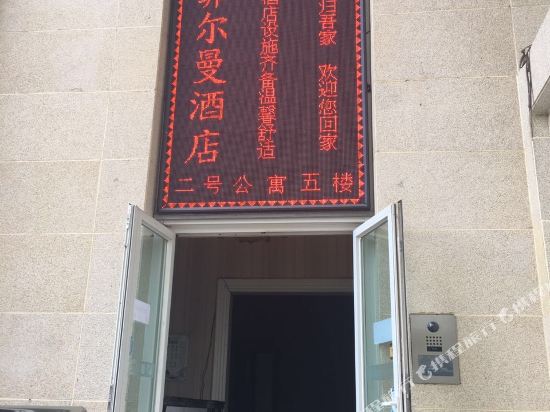 尔曼酒店
酒店设施齐备温馨舒适
归吾家 欢迎您回家
二号公寓五楼
携程旅行